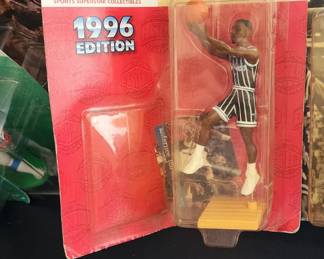 SPORTS SUPERSTAR COLLECTIBLES
1996
EDITION